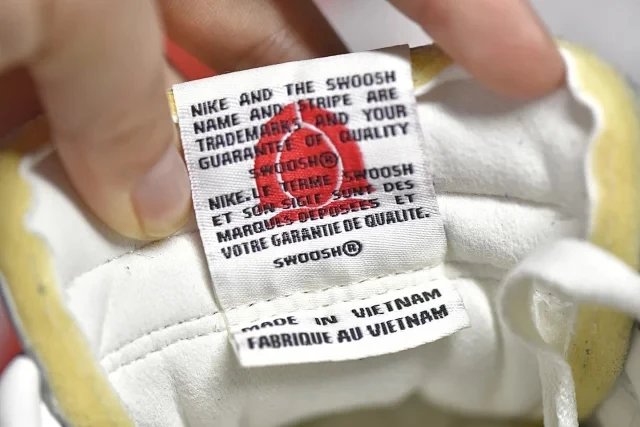 NIKE AND THE SWOOSH
NAME AND STRIPE ARE
TRADEMARKS AND YOUR
GUARANTEE OF QUALITY
SWOOSH®
NIKE.LE TERME SWOOSH
ET SON SIGLE SUNT DES
MARQUES DEPOSEES ET
VOTRE GARANTIE DE QUALITE.
SWOOSH®
MADE IN VIETNAM
FABRIQUE AU VIETNAM